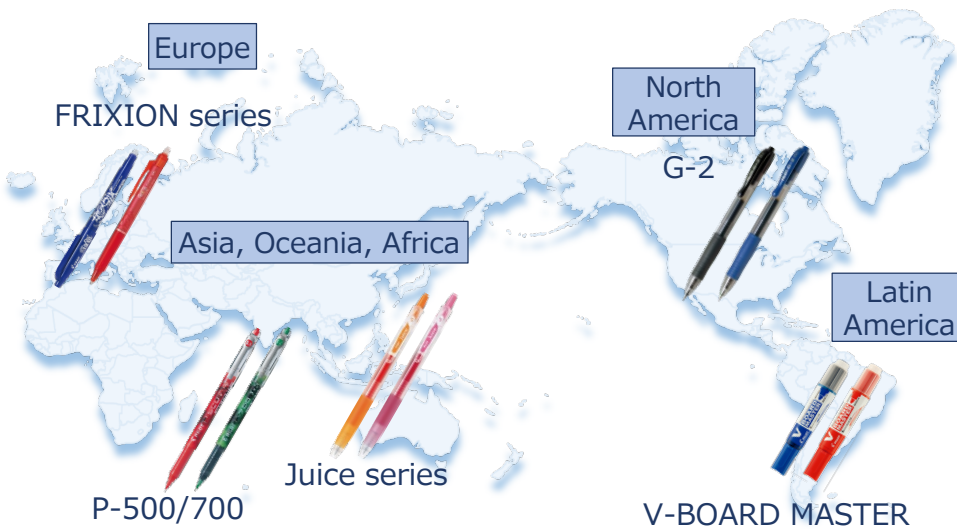 Europe
FRIXION series
North
America
G-2
Asia, Oceania, Africa
Latin
America
Juice series
P-500/700
V-BOARD MASTER